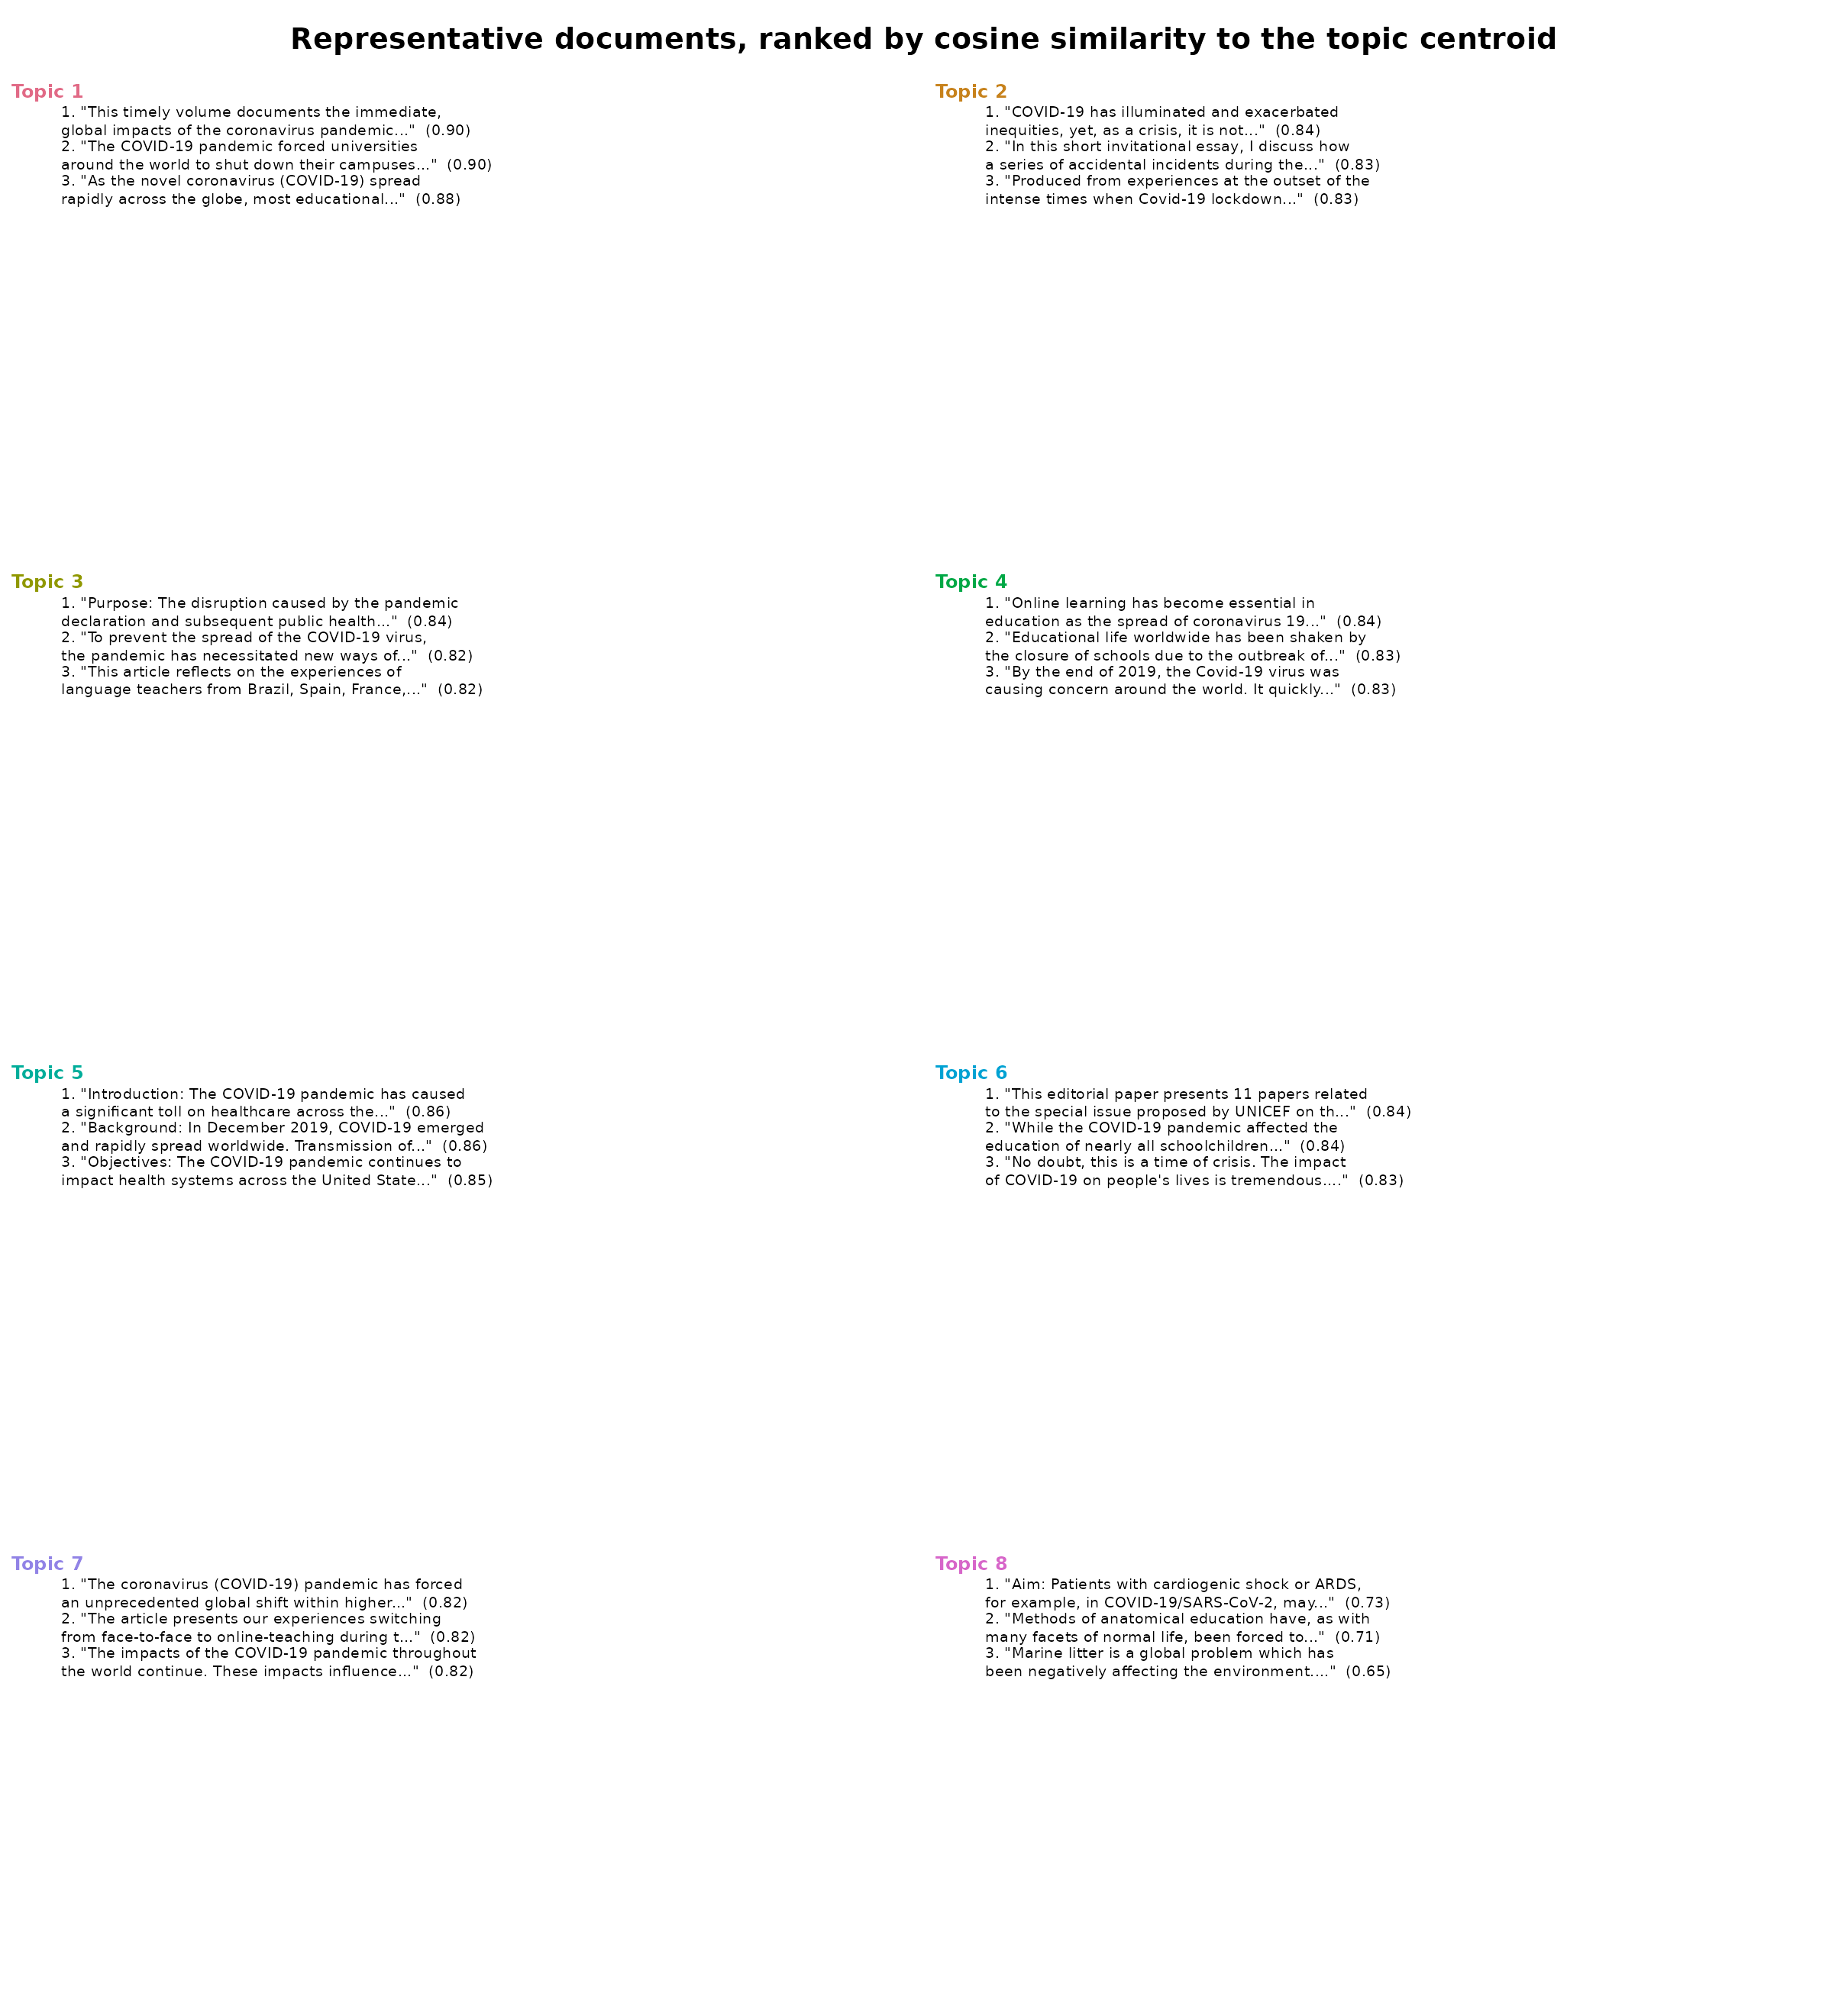 Representative documents, ranked by cosine similarity to the topic centroid
Topic 1
1. "This timely volume documents the immediate,
global impacts of the coronavirus pandemic..."  (0.90)
2. "The COVID-19 pandemic forced universities
around the world to shut down their campuses..."  (0.90)
3. "As the novel coronavirus (COVID-19) spread
rapidly across the globe, most educational..."  (0.88)
Topic 2
1. "COVID-19 has illuminated and exacerbated
inequities, yet, as a crisis, it is not..."  (0.84)
2. "In this short invitational essay, I discuss how
a series of accidental incidents during the..."  (0.83)
3. "Produced from experiences at the outset of the
intense times when Covid-19 lockdown..."  (0.83)
Topic 3
1. "Purpose: The disruption caused by the pandemic
declaration and subsequent public health..."  (0.84)
2. "To prevent the spread of the COVID-19 virus,
the pandemic has necessitated new ways of..."  (0.82)
3. "This article reflects on the experiences of
language teachers from Brazil, Spain, France,..."  (0.82)
Topic 4
1. "Online learning has become essential in
education as the spread of coronavirus 19..."  (0.84)
2. "Educational life worldwide has been shaken by
the closure of schools due to the outbreak of..."  (0.83)
3. "By the end of 2019, the Covid-19 virus was
causing concern around the world. It quickly..."  (0.83)
Topic 5
1. "Introduction: The COVID-19 pandemic has caused
a significant toll on healthcare across the..."  (0.86)
2. "Background: In December 2019, COVID-19 emerged
and rapidly spread worldwide. Transmission of..."  (0.86)
3. "Objectives: The COVID-19 pandemic continues to
impact health systems across the United State..."  (0.85)
Topic 6
1. "This editorial paper presents 11 papers related
to the special issue proposed by UNICEF on th..."  (0.84)
2. "While the COVID-19 pandemic affected the
education of nearly all schoolchildren..."  (0.84)
3. "No doubt, this is a time of crisis. The impact
of COVID-19 on people's lives is tremendous...."  (0.83)
Topic 7
1. "The coronavirus (COVID-19) pandemic has forced
an unprecedented global shift within higher..."  (0.82)
2. "The article presents our experiences switching
from face-to-face to online-teaching during t..."  (0.82)
3. "The impacts of the COVID-19 pandemic throughout
the world continue. These impacts influence..."  (0.82)
Topic 8
1. "Aim: Patients with cardiogenic shock or ARDS,
for example, in COVID-19/SARS-CoV-2, may..."  (0.73)
2. "Methods of anatomical education have, as with
many facets of normal life, been forced to..."  (0.71)
3. "Marine litter is a global problem which has
been negatively affecting the environment...."  (0.65)